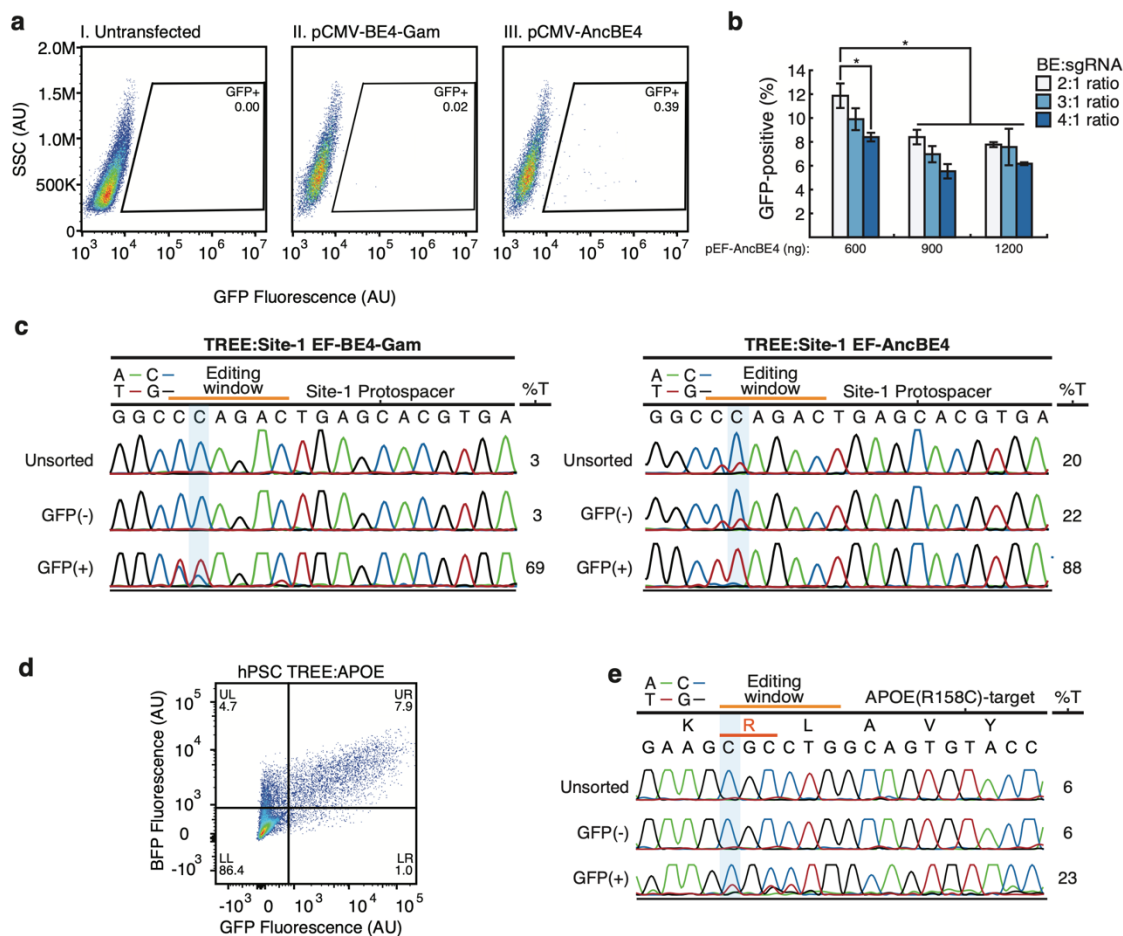 a
I. Untransfected
II. pCMV-BE4-Gam
III. pCMV-AncBE4
SSC (AU)
2.0M
1.5M
1.0M
500K
0
GFP+
0.00
GFP+
0.02
GFP+
0.39
10³ 10⁴ 10⁵ 10⁶ 10⁷
10³ 10⁴ 10⁵ 10⁶ 10⁷
10³ 10⁴ 10⁵ 10⁶ 10⁷
GFP Fluorescence (AU)
b
GFP-positive (%)
14
12
10
8
6
4
2
*
*
BE:sgRNA
2:1 ratio
3:1 ratio
4:1 ratio
pEF-AncBE4 (ng): 600 900 1200
c
TREE:Site-1 EF-BE4-Gam
A – C –
T – G –
Editing
window
Site-1 Protospacer
%T
G G C C C A G A C T G A G C A C G T G A
Unsorted 3
GFP(-) 3
GFP(+) 69
TREE:Site-1 EF-AncBE4
A – C –
T – G –
Editing
window
Site-1 Protospacer
%T
G G C C C A G A C T G A G C A C G T G A
Unsorted 20
GFP(-) 22
GFP(+) 88
d
hPSC TREE:APOE
BFP Fluorescence (AU)
10⁵
10⁴
10³
0
-10³
UL
4.7
UR
7.9
LL
86.4
LR
1.0
-10³ 0 10³ 10⁴ 10⁵
GFP Fluorescence (AU)
e
A – C –
T – G –
Editing
window
APOE(R158C)-target
%T
K R L A V Y
G A A G C G C C T G G C A G T G T A C C
Unsorted 6
GFP(-) 6
GFP(+) 23